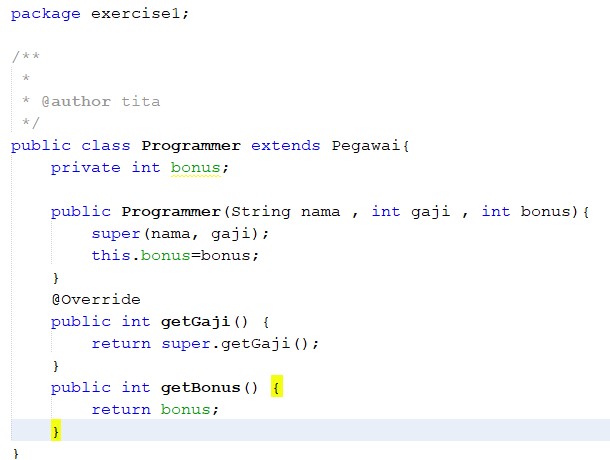 package exercise1;
/**
*
* @author tita
*/
public class Programmer extends Pegawai{
private int bonus;
public Programmer(String nama , int gaji , int bonus){
super(nama, gaji);
this.bonus=bonus;
}
@Override
public int getGaji() {
return super.getGaji();
}
public int getBonus() {
return bonus;
}
}